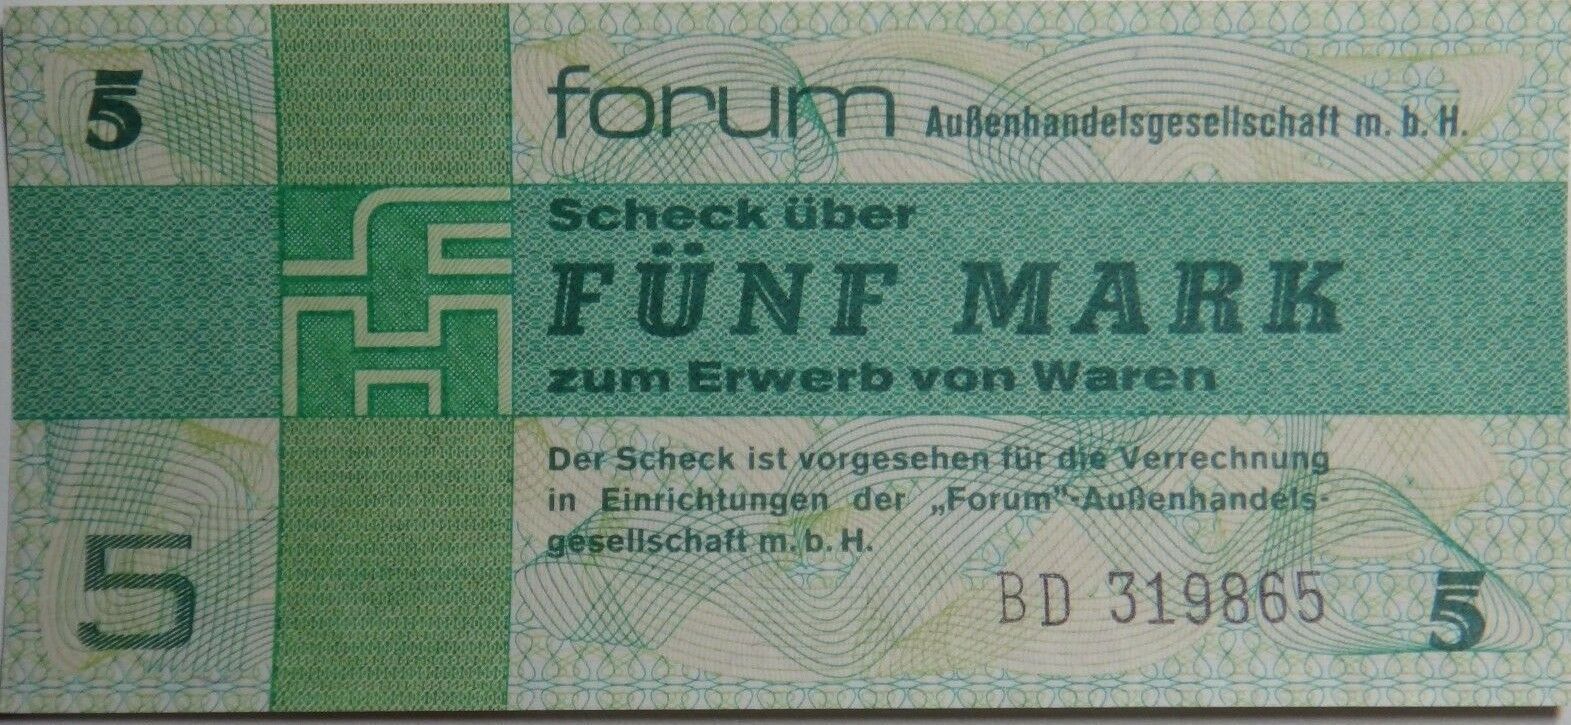 5
forum Außenhandelsgesellschaft m. b. H.
Scheck über
FÜNF MARK
zum Erwerb von Waren
Der Scheck ist vorgesehen für die Verrechnung
in Einrichtungen der „Forum"-Außenhandels-
gesellschaft m. b. H.
5
BD 319865
5